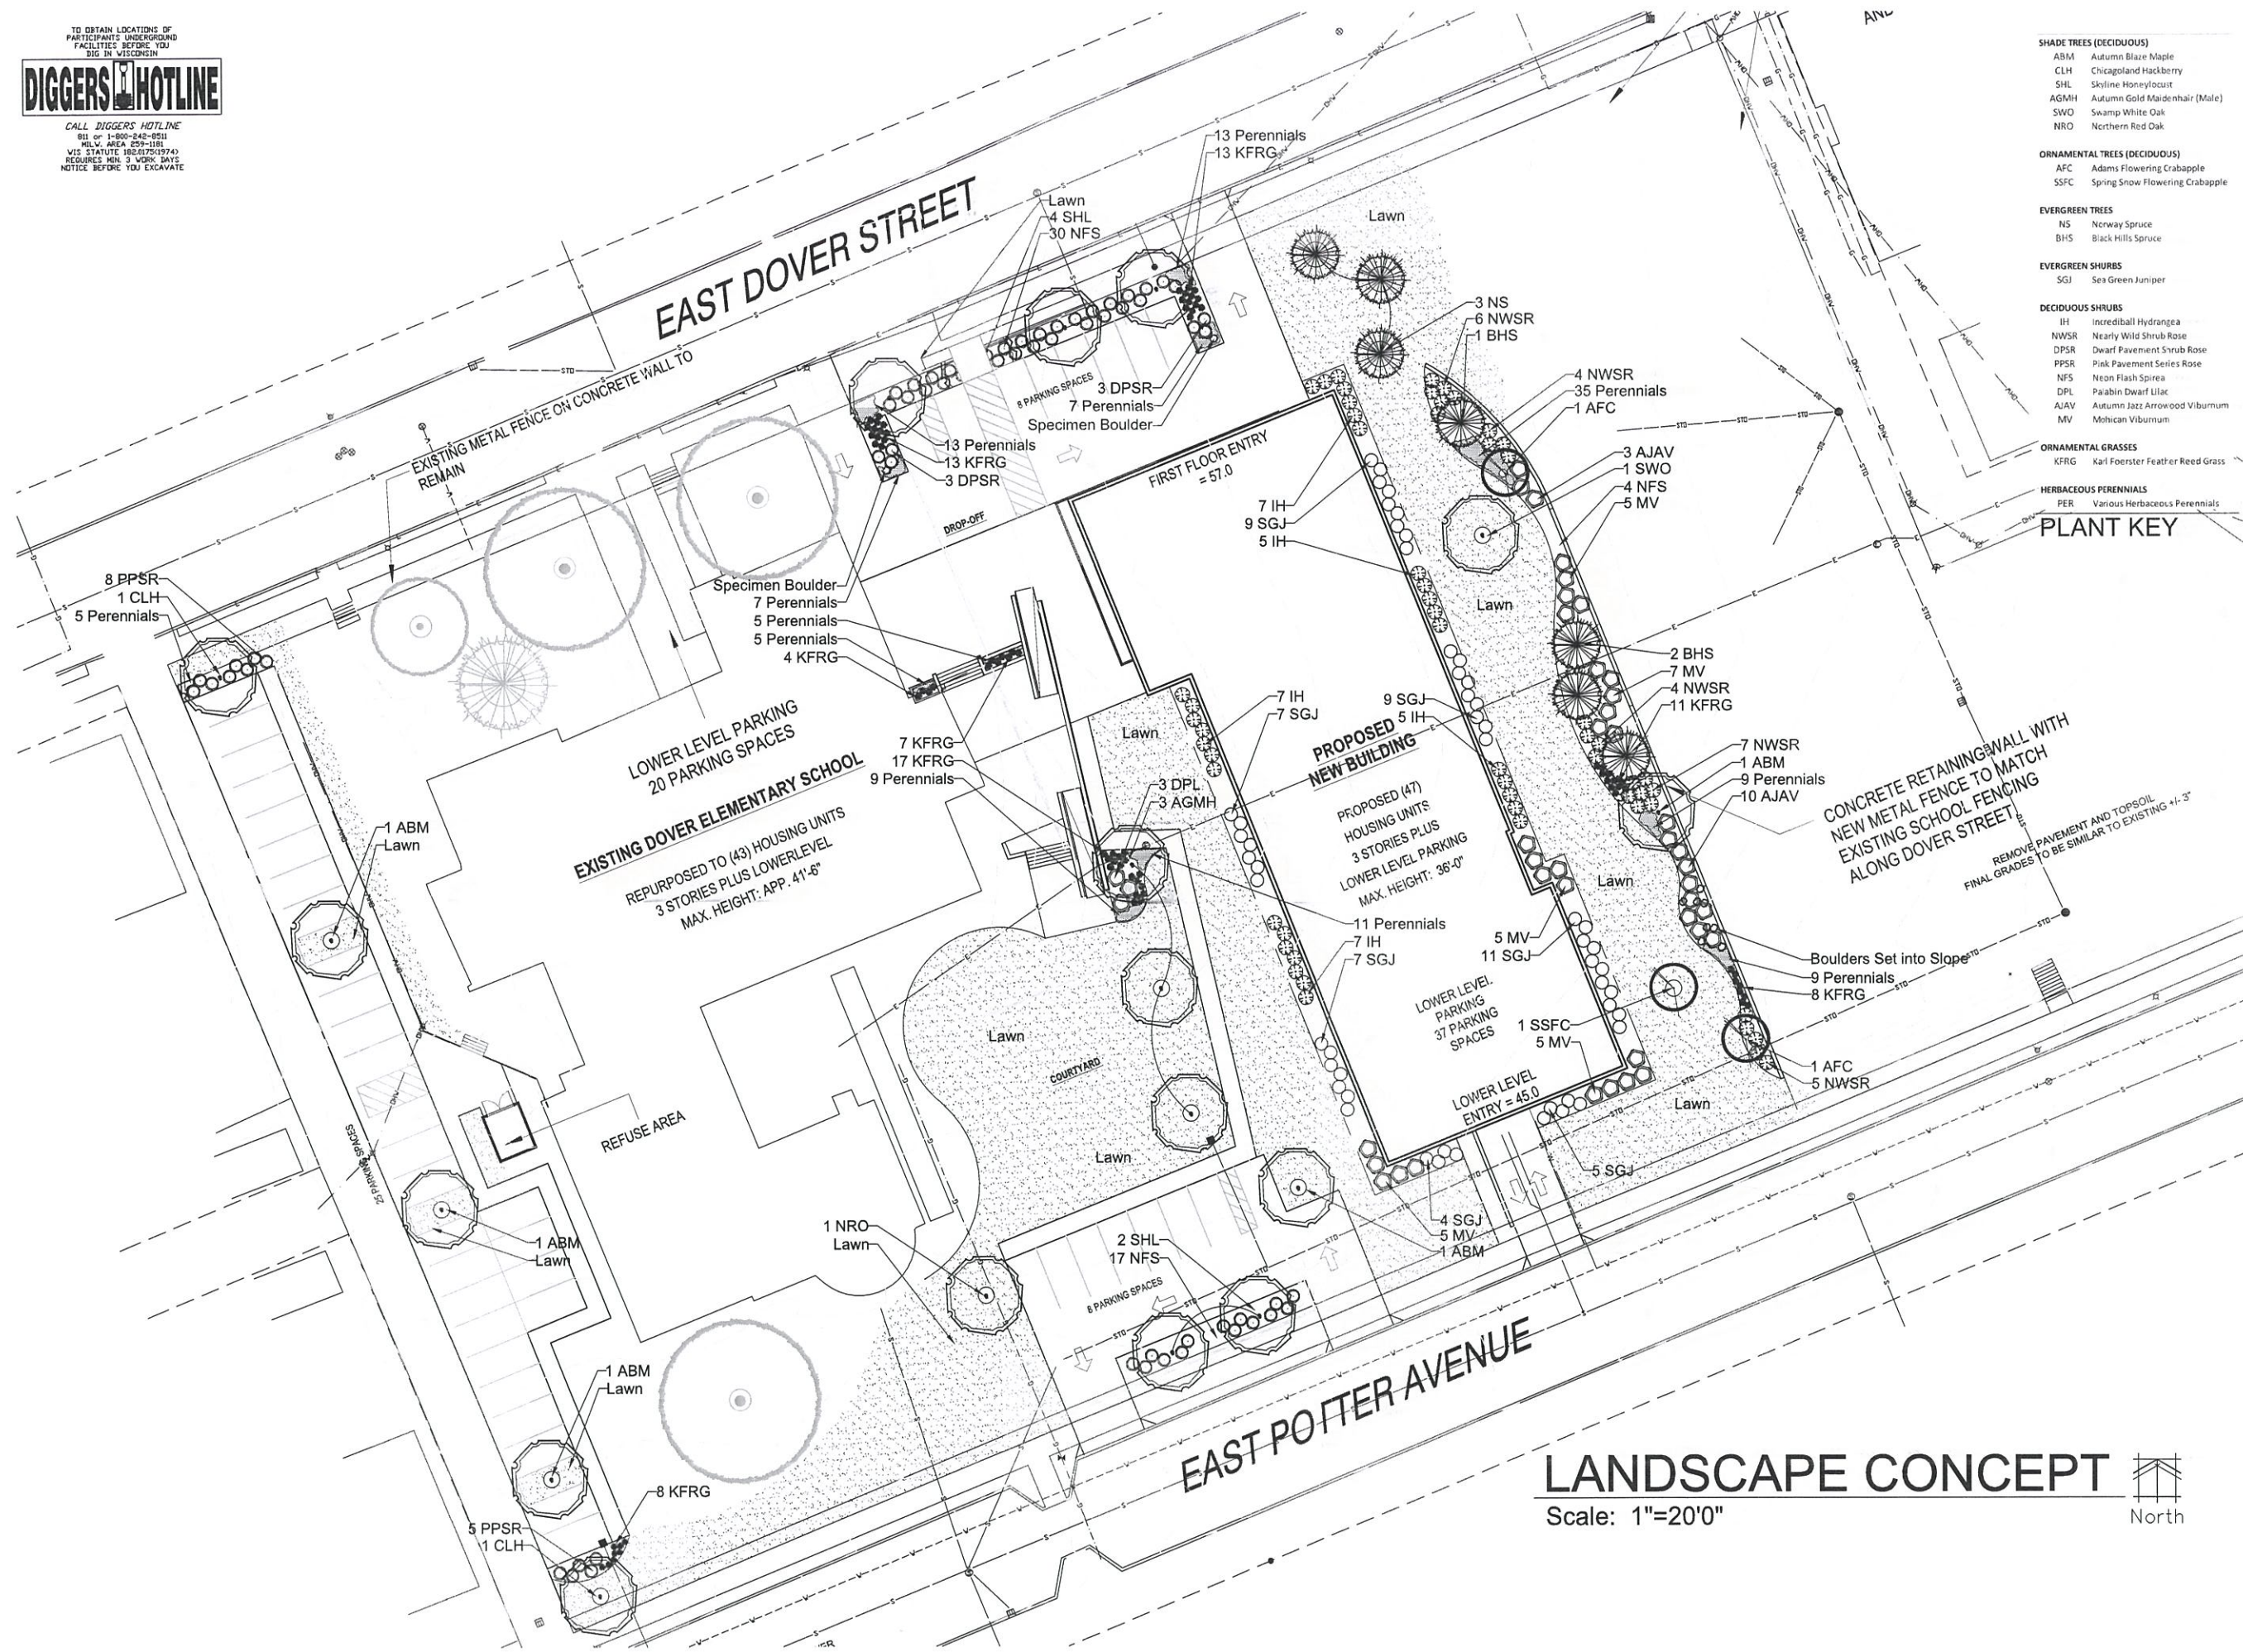 TO OBTAIN LOCATIONS OF
PARTICIPANTS UNDERGROUND
FACILITIES BEFORE YOU
DIG IN WISCONSIN
DIGGERS HOTLINE
CALL DIGGERS HOTLINE
811 or 1-800-242-8511
MILW. AREA 259-1181
WIS STATUTE 182.0175(1974)
REQUIRES MIN. 3 WORK DAYS
NOTICE BEFORE YOU EXCAVATE
AND
SHADE TREES (DECIDUOUS)
ABM Autumn Blaze Maple
CLH Chicagoland Hackberry
SHL Skyline Honeylocust
AGMH Autumn Gold Maidenhair (Male)
SWO Swamp White Oak
NRO Northern Red Oak
ORNAMENTAL TREES (DECIDUOUS)
AFC Adams Flowering Crabapple
SSFC Spring Snow Flowering Crabapple
EVERGREEN TREES
NS Norway Spruce
BHS Black Hills Spruce
EVERGREEN SHURBS
SGJ Sea Green Juniper
DECIDUOUS SHRUBS
IH Incrediball Hydrangea
NWSR Nearly Wild Shrub Rose
DPSR Dwarf Pavement Shrub Rose
PPSR Pink Pavement Series Rose
NFS Neon Flash Spirea
DPL Palabin Dwarf Lilac
AJAV Autumn Jazz Arrowood Viburnum
MV Mohican Viburnum
ORNAMENTAL GRASSES
KFRG Karl Foerster Feather Reed Grass
HERBACEOUS PERENNIALS
PER Various Herbaceous Perennials
PLANT KEY
EAST DOVER STREET
EXISTING METAL FENCE ON CONCRETE WALL TO
REMAIN
13 Perennials
13 KFRG
Lawn
4 SHL
30 NFS
Lawn
8 PARKING SPACES
3 DPSR
7 Perennials
Specimen Boulder
3 NS
6 NWSR
1 BHS
4 NWSR
35 Perennials
1 AFC
3 AJAV
1 SWO
4 NFS
5 MV
13 Perennials
13 KFRG
3 DPSR
DROP-OFF
FIRST FLOOR ENTRY
= 57.0
7 IH
9 SGJ
5 IH
Specimen Boulder
7 Perennials
5 Perennials
5 Perennials
4 KFRG
8 PPSR
1 CLH
5 Perennials
Lawn
2 BHS
7 MV
4 NWSR
11 KFRG
7 IH
7 SGJ
9 SGJ
5 IH
Lawn
7 KFRG
17 KFRG
9 Perennials
3 DPL
3 AGMH
LOWER LEVEL PARKING
20 PARKING SPACES
EXISTING DOVER ELEMENTARY SCHOOL
REPURPOSED TO (43) HOUSING UNITS
3 STORIES PLUS LOWERLEVEL
MAX. HEIGHT: APP. 41'-6"
PROPOSED
NEW BUILDING
PROPOSED (47)
HOUSING UNITS
3 STORIES PLUS
LOWER LEVEL PARKING
MAX. HEIGHT: 36'-0"
7 NWSR
1 ABM
9 Perennials
10 AJAV
CONCRETE RETAINING WALL WITH
NEW METAL FENCE TO MATCH
EXISTING SCHOOL FENCING
ALONG DOVER STREET
REMOVE PAVEMENT AND TOPSOIL
FINAL GRADES TO BE SIMILAR TO EXISTING +/- 3"
1 ABM
Lawn
Lawn
11 Perennials
7 IH
7 SGJ
5 MV
11 SGJ
Boulders Set into Slope
9 Perennials
8 KFRG
LOWER LEVEL
PARKING
37 PARKING
SPACES
1 SSFC
5 MV
LOWER LEVEL
ENTRY = 45.0
1 AFC
5 NWSR
Lawn
Lawn
COURTYARD
Lawn
REFUSE AREA
25 PARKING SPACES
5 SGJ
4 SGJ
5 MV
1 ABM
1 ABM
Lawn
1 NRO
Lawn
2 SHL
17 NFS
8 PARKING SPACES
1 ABM
Lawn
8 KFRG
5 PPSR
1 CLH
EAST POTTER AVENUE
LANDSCAPE CONCEPT
Scale: 1"=20'0"
North